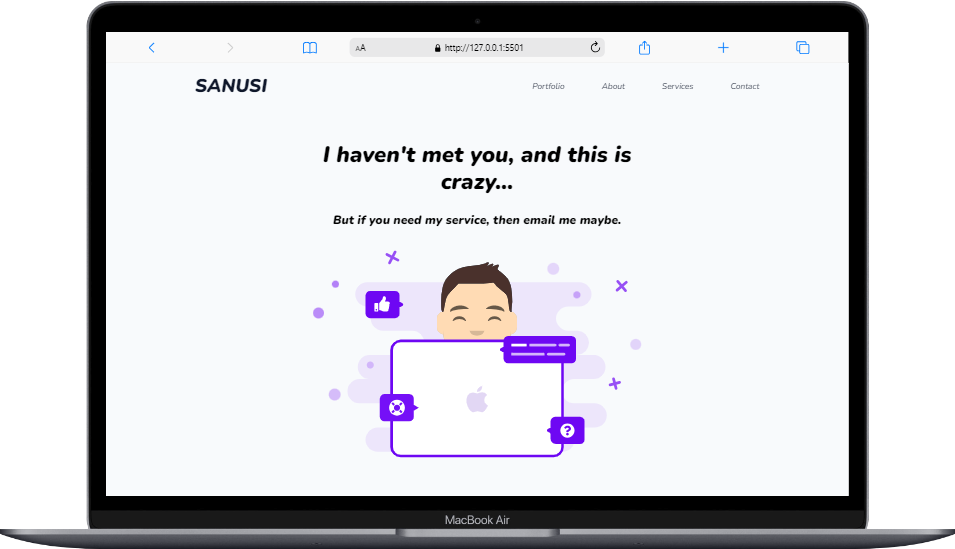 AA
http://127.0.0.1:5501
SANUSI
Portfolio
About
Services
Contact
I haven't met you, and this is
crazy...
But if you need my service, then email me maybe.
?
MacBook Air